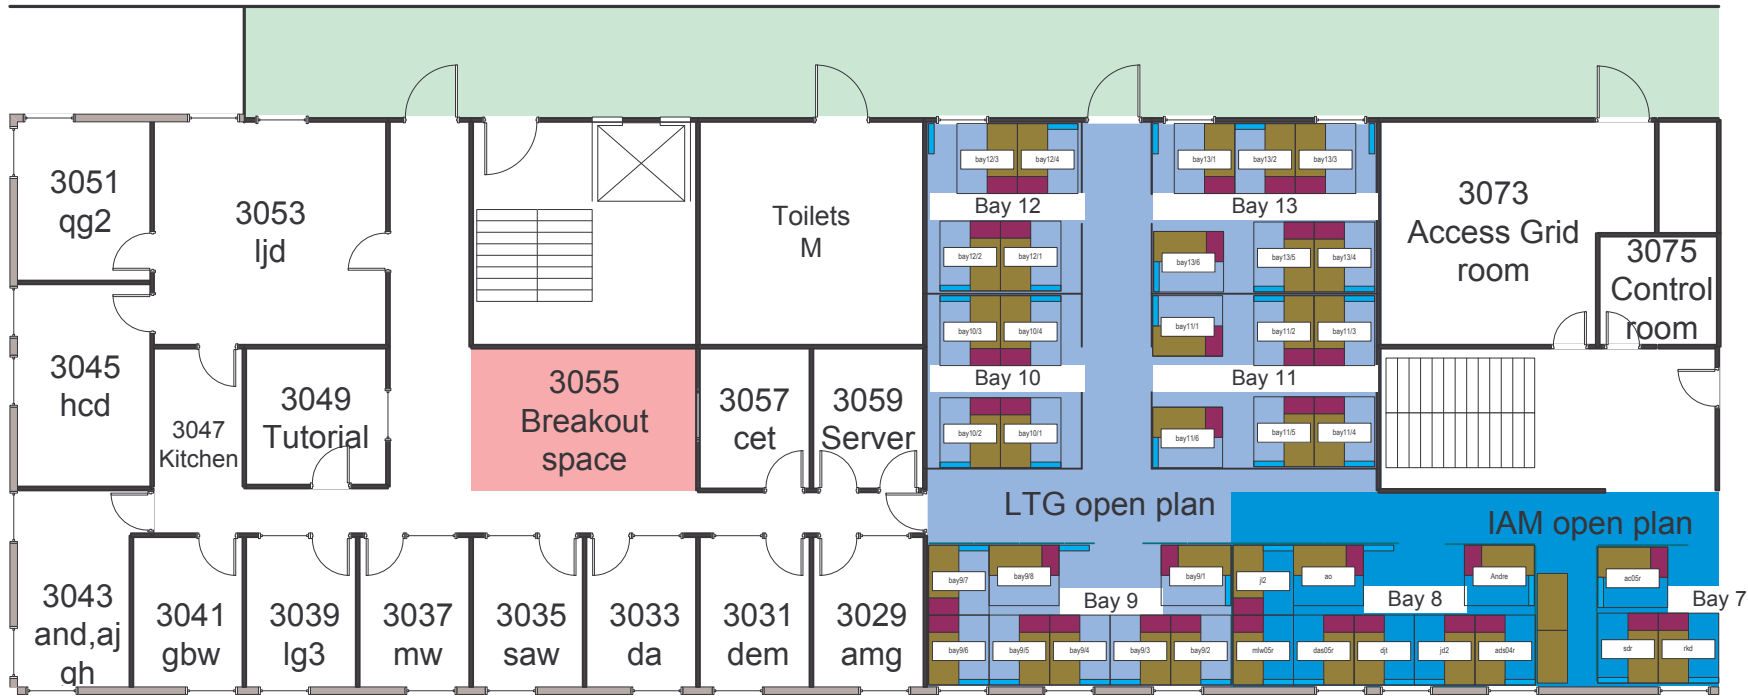 3051
qg2
3053
ljd
Toilets
M
bay12/3
bay12/4
bay13/1
bay13/2
bay13/3
Bay 12
Bay 13
3073
Access Grid
room
bay12/2
bay12/1
bay13/6
bay13/5
bay13/4
3075
Control
room
3045
hcd
3047
Kitchen
3049
Tutorial
3055
Breakout
space
3057
cet
3059
Server
bay10/3
bay10/4
bay11/1
bay11/2
bay11/3
Bay 10
Bay 11
bay10/2
bay10/1
bay11/6
bay11/5
bay11/4
LTG open plan
IAM open plan
3043
and,aj
gh
3041
gbw
3039
lg3
3037
mw
3035
saw
3033
da
3031
dem
3029
amg
bay9/7
bay9/8
bay9/1
jl2
ao
Andre
ac05r
Bay 9
Bay 8
Bay 7
bay9/6
bay9/5
bay9/4
bay9/3
bay9/2
mlw05r
das05r
djt
jd2
ads04r
sdr
rkd